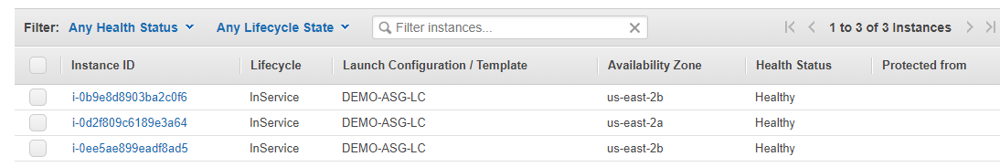 Filter: Any Health Status Any Lifecycle State Filter instances... 1 to 3 of 3 Instances
Instance ID Lifecycle Launch Configuration / Template Availability Zone Health Status Protected from
i-0b9e8d8903ba2c0f6 InService DEMO-ASG-LC us-east-2b Healthy
i-0d2f809c6189e3a64 InService DEMO-ASG-LC us-east-2a Healthy
i-0ee5ae899eadf8ad5 InService DEMO-ASG-LC us-east-2b Healthy